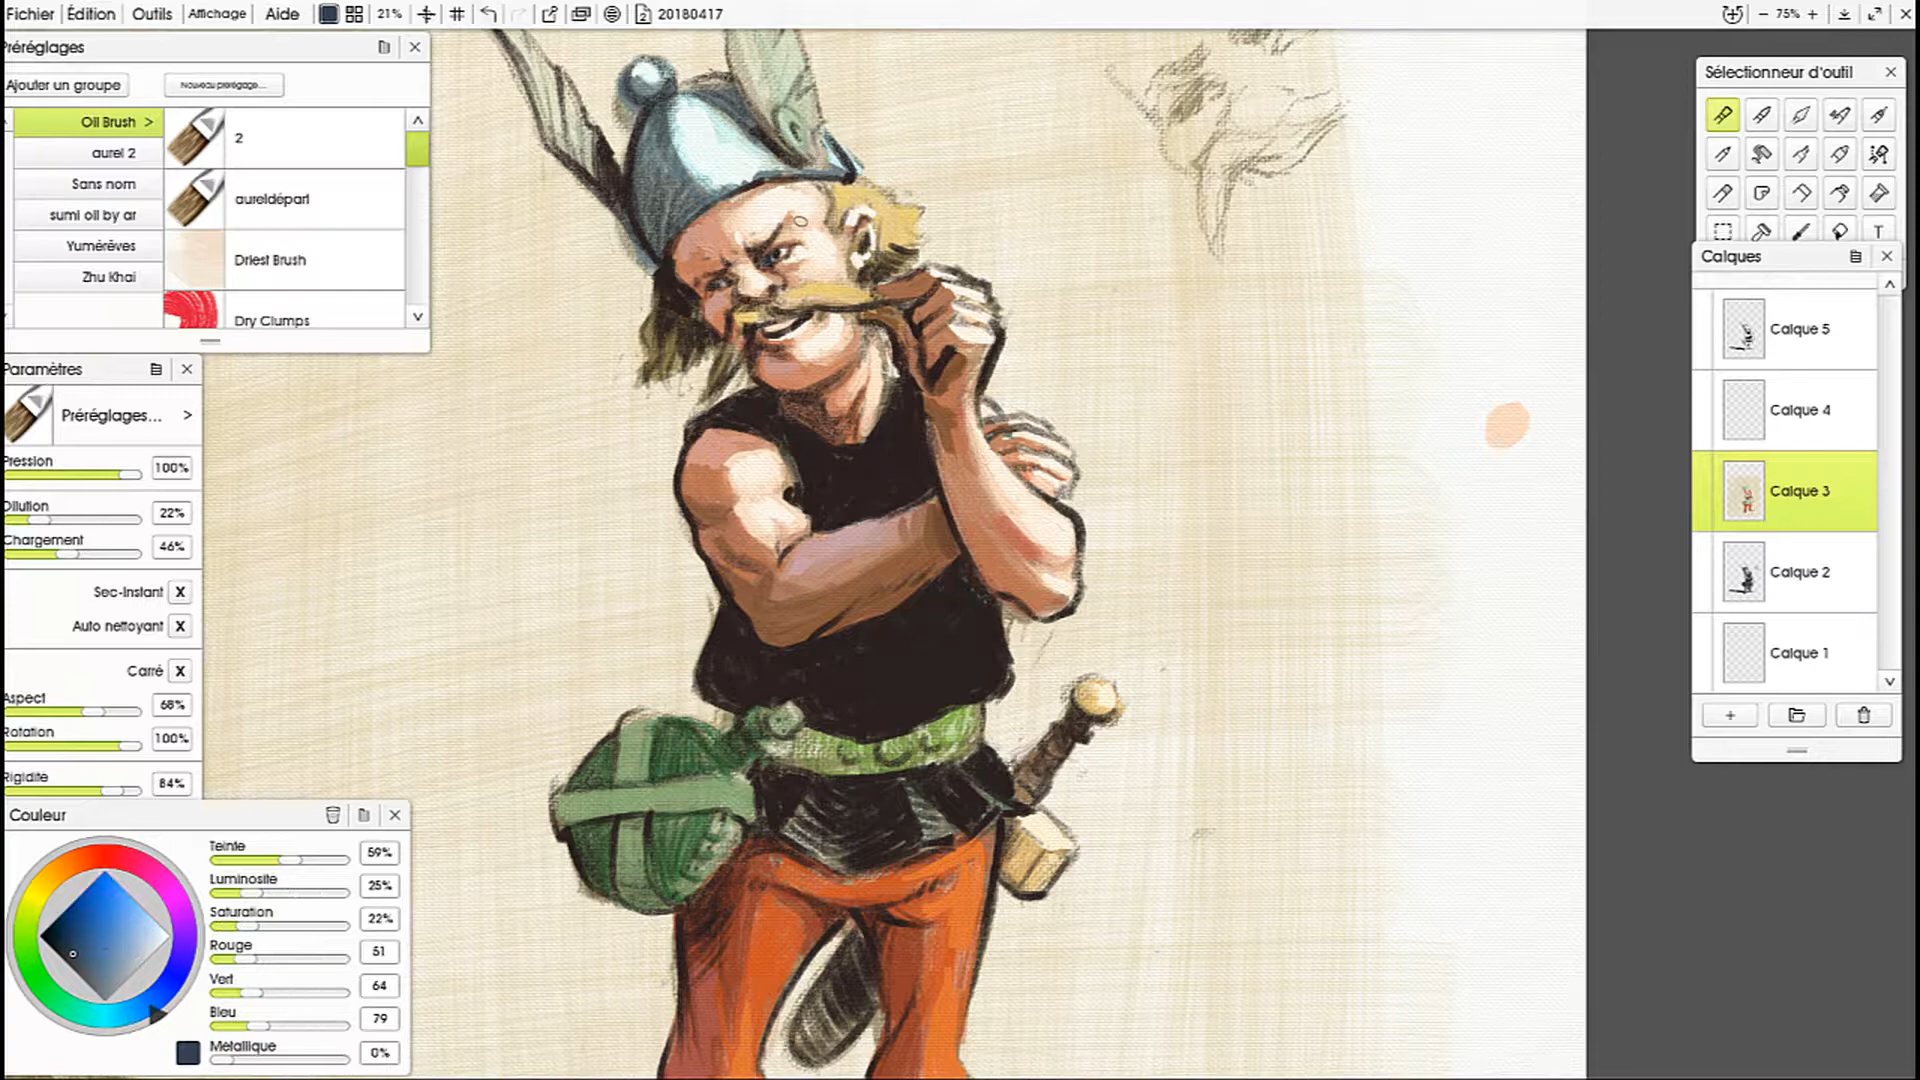 Fichier Édition Outils Affichage Aide 21% 20180417 75%
Préréglages
Ajouter un groupe Nouveau préréglage...
Oil Brush >
aurel 2
Sans nom
sumi oil by ar
Yumérêves
Zhu Khai
2
aureldépart
Driest Brush
Dry Clumps
Paramètres
Préréglages... >
Pression 100%
Dilution 22%
Chargement 46%
Sec-Instant X
Auto nettoyant X
Carré X
Aspect 68%
Rotation 100%
Rigidité 84%
Couleur
Teinte 59%
Luminosite 25%
Saturation 22%
Rouge 51
Vert 64
Bleu 79
Métallique 0%
Sélectionneur d'outil
T
Calques
Calque 5
Calque 4
Calque 3
Calque 2
Calque 1